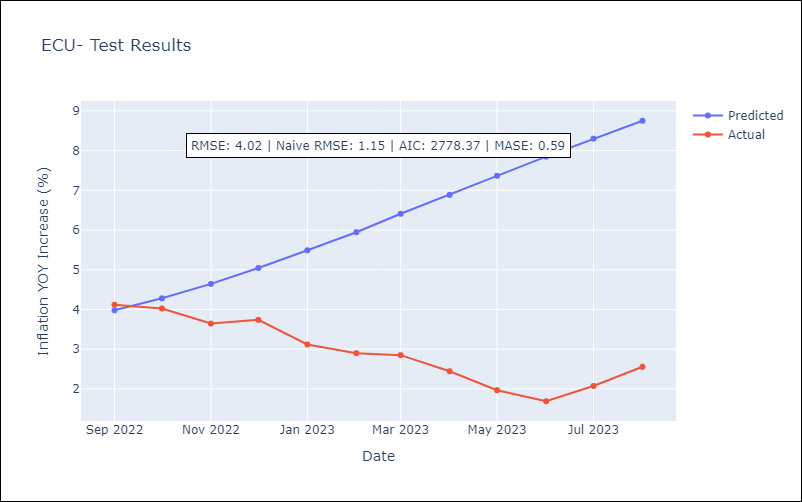 ECU- Test Results
RMSE: 4.02 | Naive RMSE: 1.15 | AIC: 2778.37 | MASE: 0.59
Predicted
Actual
Inflation YOY Increase (%)
9
8
7
6
5
4
3
2
Sep 2022 Nov 2022 Jan 2023 Mar 2023 May 2023 Jul 2023
Date